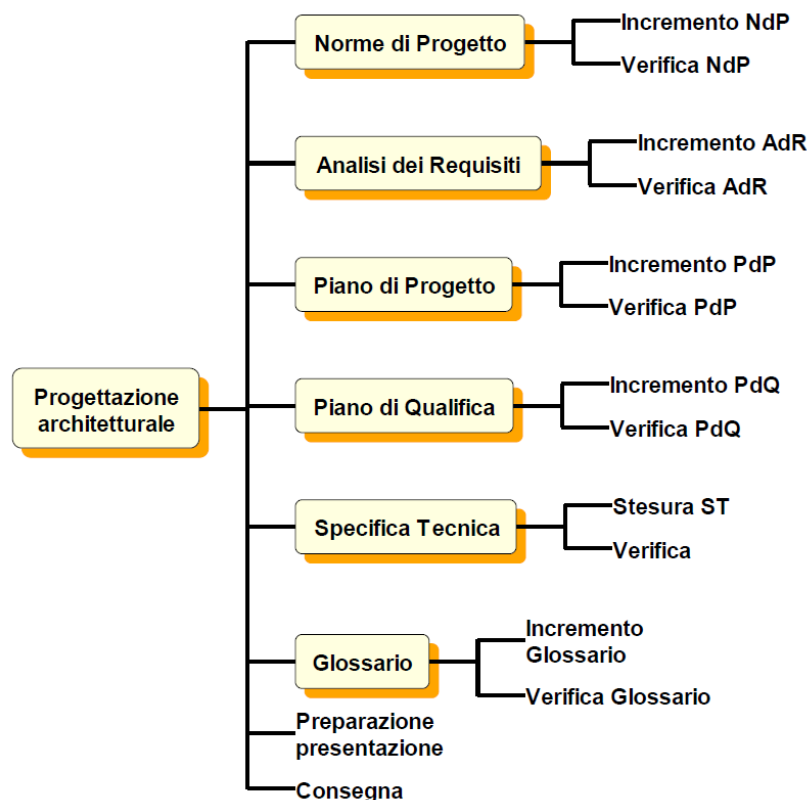 Norme di Progetto
Incremento NdP
Verifica NdP
Analisi dei Requisiti
Incremento AdR
Verifica AdR
Piano di Progetto
Incremento PdP
Verifica PdP
Progettazione
architetturale
Piano di Qualifica
Incremento PdQ
Verifica PdQ
Specifica Tecnica
Stesura ST
Verifica
Glossario
Incremento
Glossario
Verifica Glossario
Preparazione
presentazione
Consegna